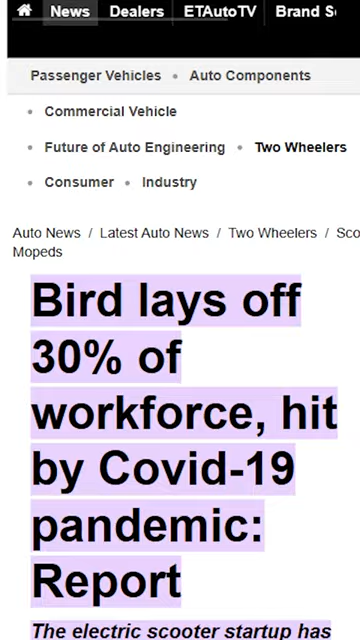 News Dealers ETAutoTV Brand
Passenger Vehicles • Auto Components
• Commercial Vehicle
• Future of Auto Engineering • Two Wheelers
• Consumer • Industry
Auto News / Latest Auto News / Two Wheelers / Sco
Mopeds
Bird lays off
30% of
workforce, hit
by Covid-19
pandemic:
Report
The electric scooter startup has